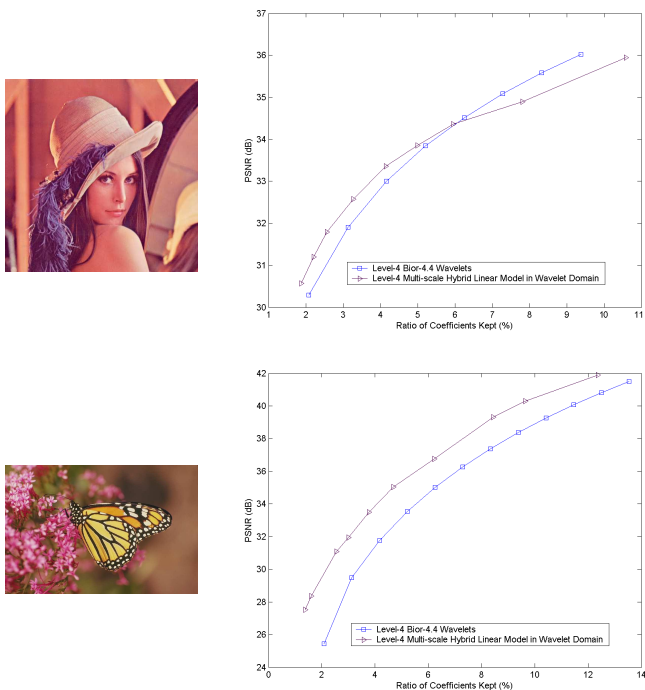 37
36
35
34
33
32
31
30
PSNR (dB)
Level-4 Bior-4.4 Wavelets
Level-4 Multi-scale Hybrid Linear Model in Wavelet Domain
1 2 3 4 5 6 7 8 9 10 11
Ratio of Coefficients Kept (%)
42
40
38
36
34
32
30
28
26
24
PSNR (dB)
Level-4 Bior-4.4 Wavelets
Level-4 Multi-scale Hybrid Linear Model in Wavelet Domain
0 2 4 6 8 10 12 14
Ratio of Coefficients Kept (%)